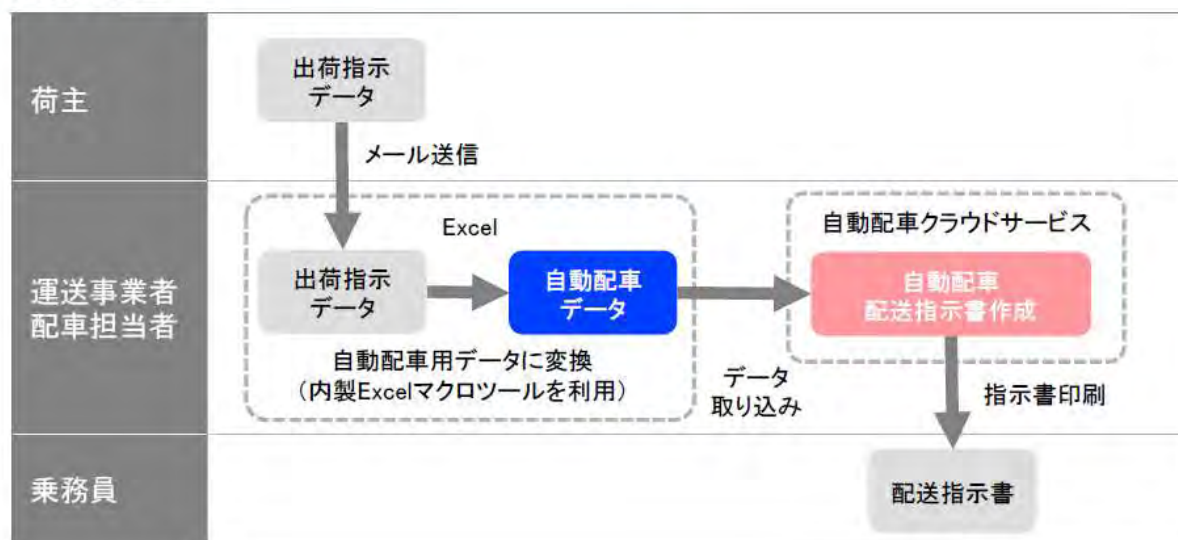 荷主
出荷指示
データ
メール送信
運送事業者
配車担当者
Excel
出荷指示
データ
自動配車
データ
自動配車用データに変換
（内製Excelマクロツールを利用）
データ
取り込み
自動配車クラウドサービス
自動配車
配送指示書作成
指示書印刷
乗務員
配送指示書